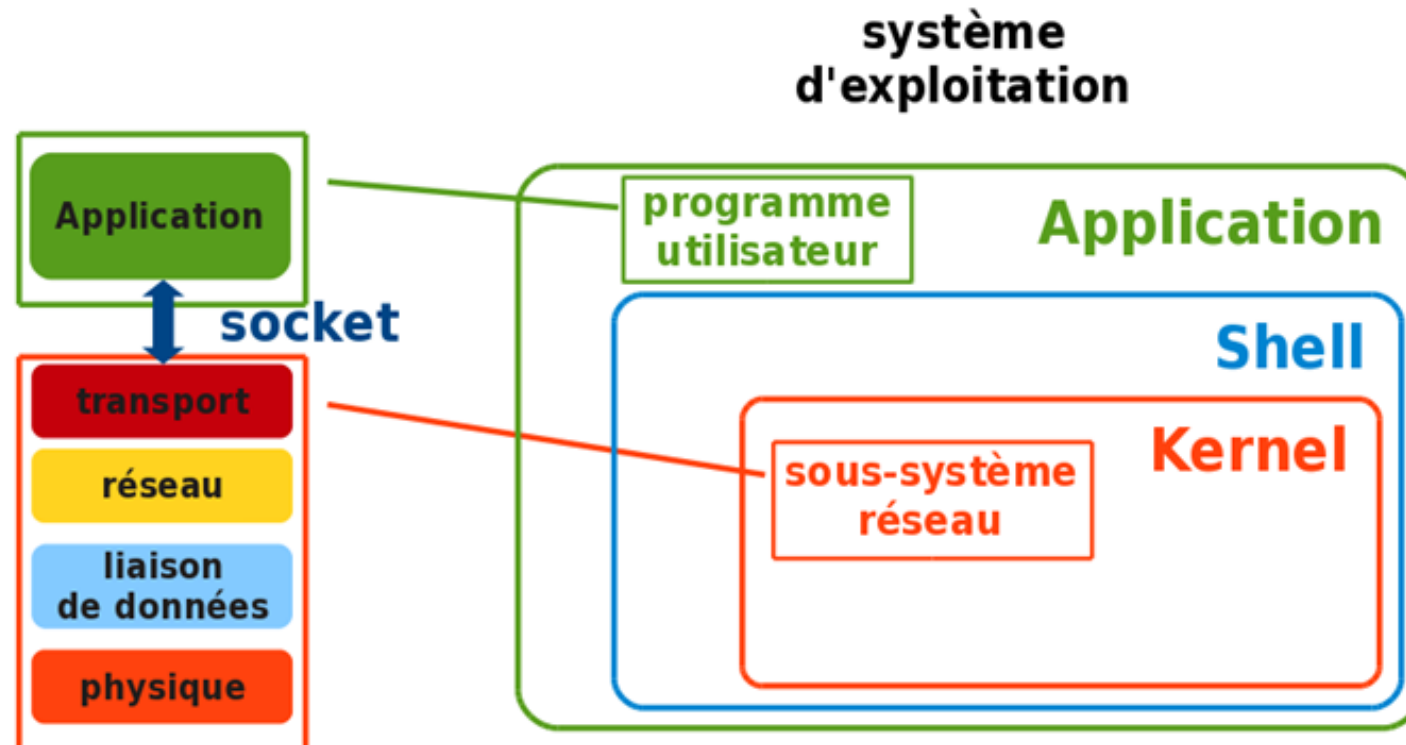 système
d'exploitation
Application
socket
transport
réseau
liaison
de données
physique
programme
utilisateur
Application
Shell
Kernel
sous-système
réseau